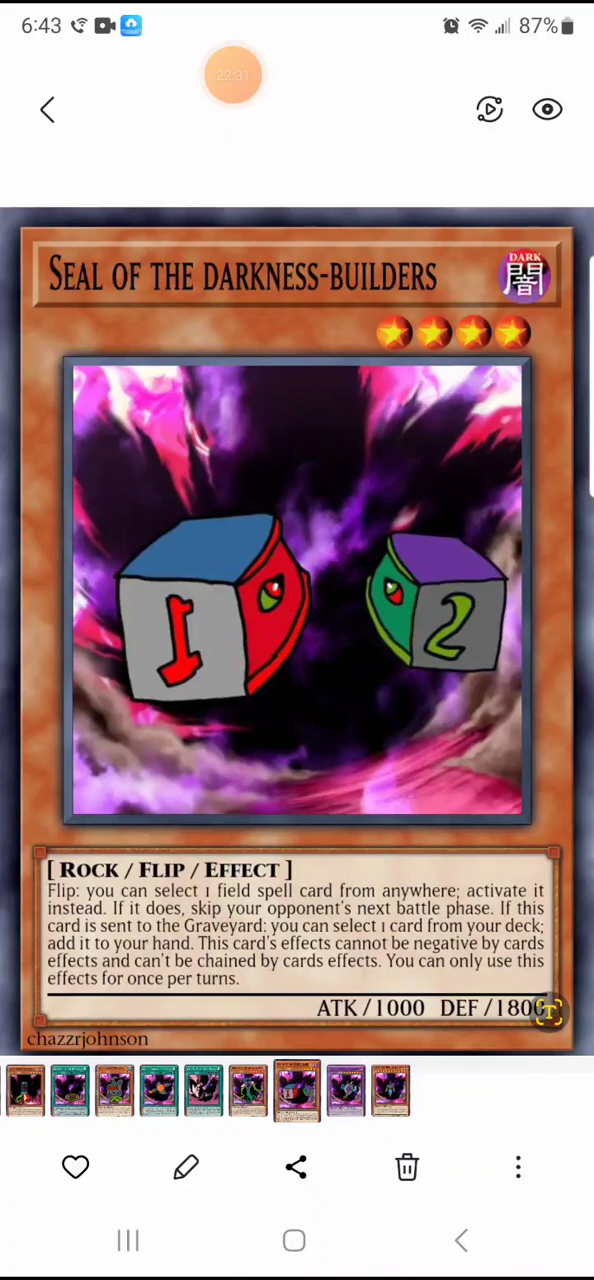 6:43
87%
22:31
SEAL OF THE DARKNESS-BUILDERS
DARK
闇
1
2
[ ROCK / FLIP / EFFECT ]
Flip: you can select 1 field spell card from anywhere; activate it
instead. If it does, skip your opponent's next battle phase. If this
card is sent to the Graveyard: you can select 1 card from your deck;
add it to your hand. This card's effects cannot be negative by cards
effects and can't be chained by cards effects. You can only use this
effects for once per turns.
ATK / 1000 DEF / 1800
T
chazzrjohnson